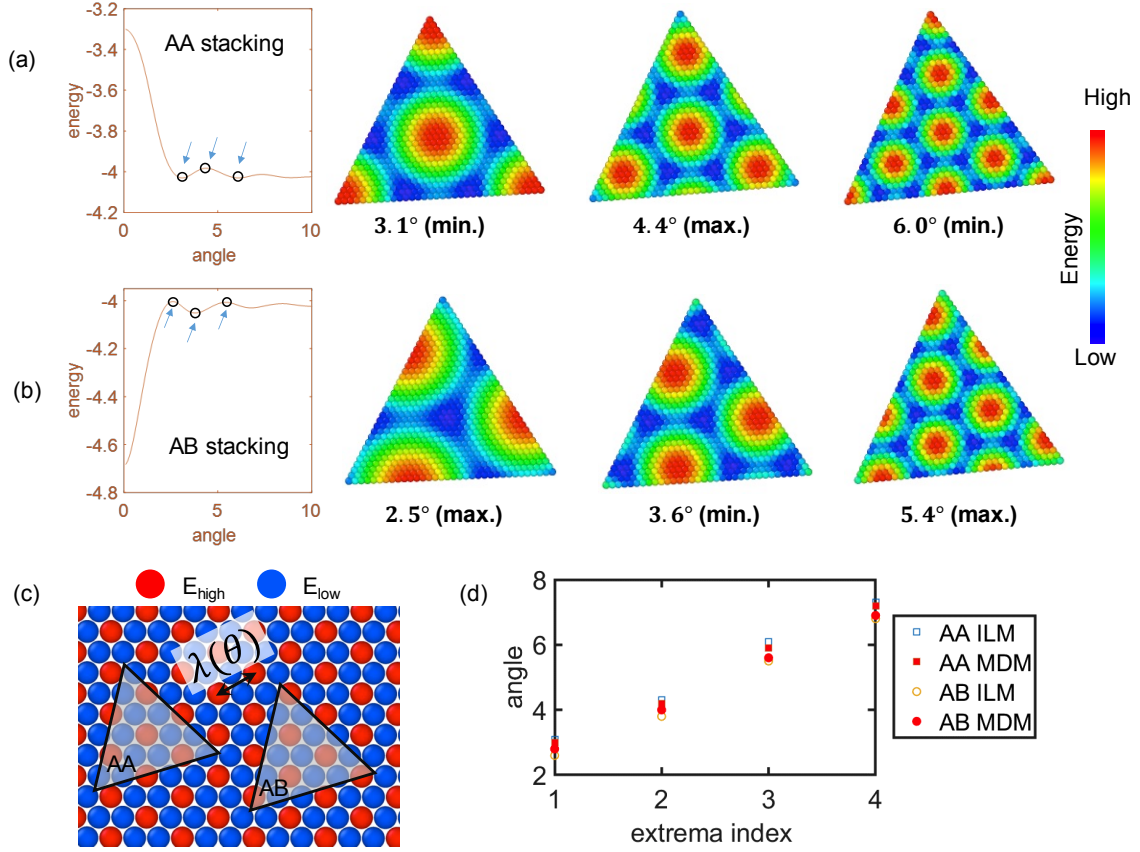 (a)
-3.2
-3.4
-3.6
-3.8
-4
-4.2
energy
AA stacking
0
5
10
angle
3.1° (min.)
4.4° (max.)
6.0° (min.)
High
Energy
Low
(b)
-4
-4.2
-4.4
-4.6
-4.8
energy
AB stacking
0
5
10
angle
2.5° (max.)
3.6° (min.)
5.4° (max.)
(c)
Ehigh
Elow
λ(θ)
AA
AB
(d)
8
6
4
2
angle
1
2
3
4
extrema index
AA ILM
AA MDM
AB ILM
AB MDM